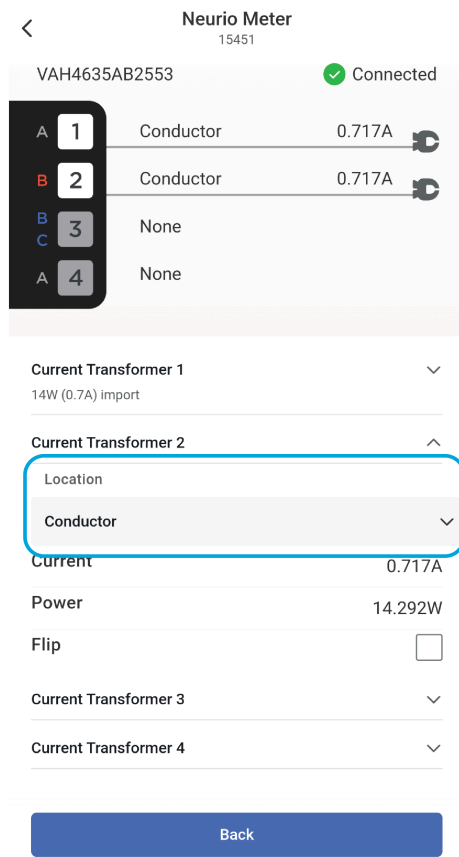 Neurio Meter
15451
VAH4635AB2553 Connected
A 1 Conductor 0.717A
B 2 Conductor 0.717A
B C 3 None
A 4 None
Current Transformer 1
14W (0.7A) import
Current Transformer 2
Location
Conductor
Current 0.717A
Power 14.292W
Flip
Current Transformer 3
Current Transformer 4
Back